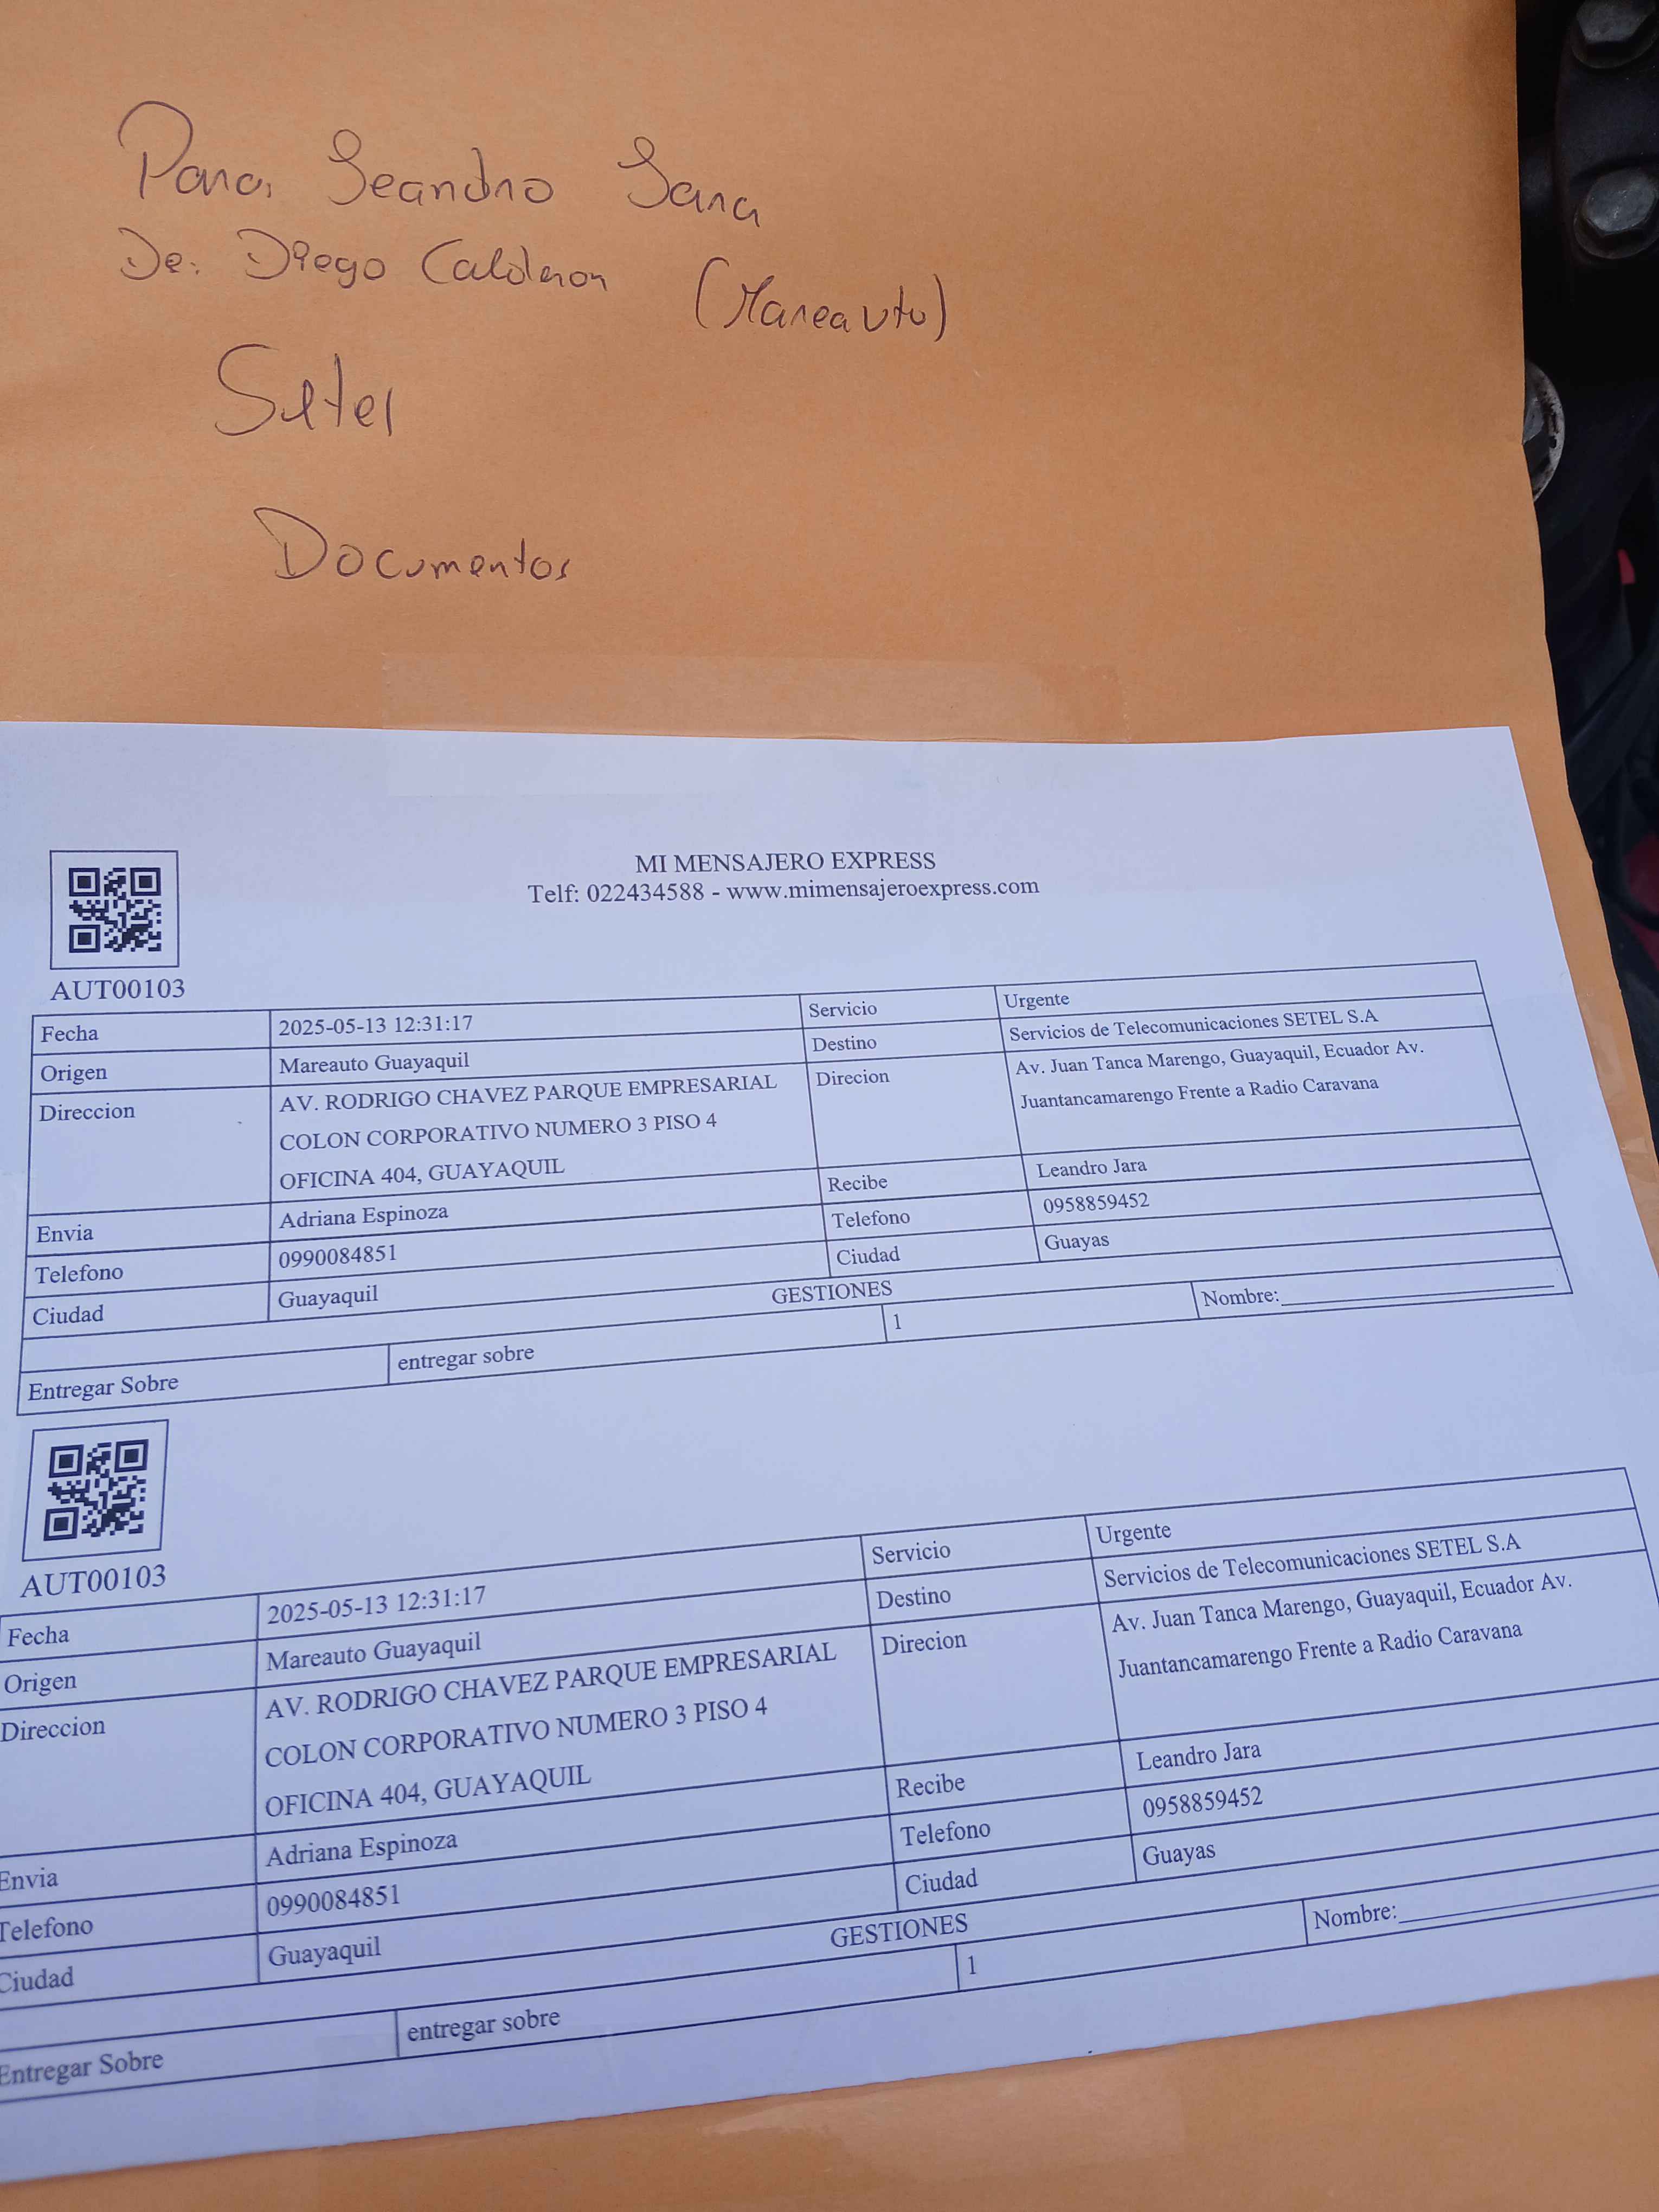 Para: Leandro Jara
De: Diego Calderon (Mareauto)
Setel
Documentos
MI MENSAJERO EXPRESS
Telf: 022434588 - www.mimensajeroexpress.com
AUT00103
Fecha 2025-05-13 12:31:17 Servicio Urgente
Origen Mareauto Guayaquil Destino Servicios de Telecomunicaciones SETEL S.A
Direccion AV. RODRIGO CHAVEZ PARQUE EMPRESARIAL Direcion Av. Juan Tanca Marengo, Guayaquil, Ecuador Av.
COLON CORPORATIVO NUMERO 3 PISO 4 Juantancamarengo Frente a Radio Caravana
OFICINA 404, GUAYAQUIL
Envia Adriana Espinoza Recibe Leandro Jara
Telefono 0990084851 Telefono 0958859452
Ciudad Guayaquil Ciudad Guayas
GESTIONES
Entregar Sobre entregar sobre 1 Nombre:
AUT00103
Fecha 2025-05-13 12:31:17 Servicio Urgente
Origen Mareauto Guayaquil Destino Servicios de Telecomunicaciones SETEL S.A
Direccion AV. RODRIGO CHAVEZ PARQUE EMPRESARIAL Direcion Av. Juan Tanca Marengo, Guayaquil, Ecuador Av.
COLON CORPORATIVO NUMERO 3 PISO 4 Juantancamarengo Frente a Radio Caravana
OFICINA 404, GUAYAQUIL
Envia Adriana Espinoza Recibe Leandro Jara
Telefono 0990084851 Telefono 0958859452
Ciudad Guayaquil Ciudad Guayas
GESTIONES
Entregar Sobre entregar sobre 1 Nombre: